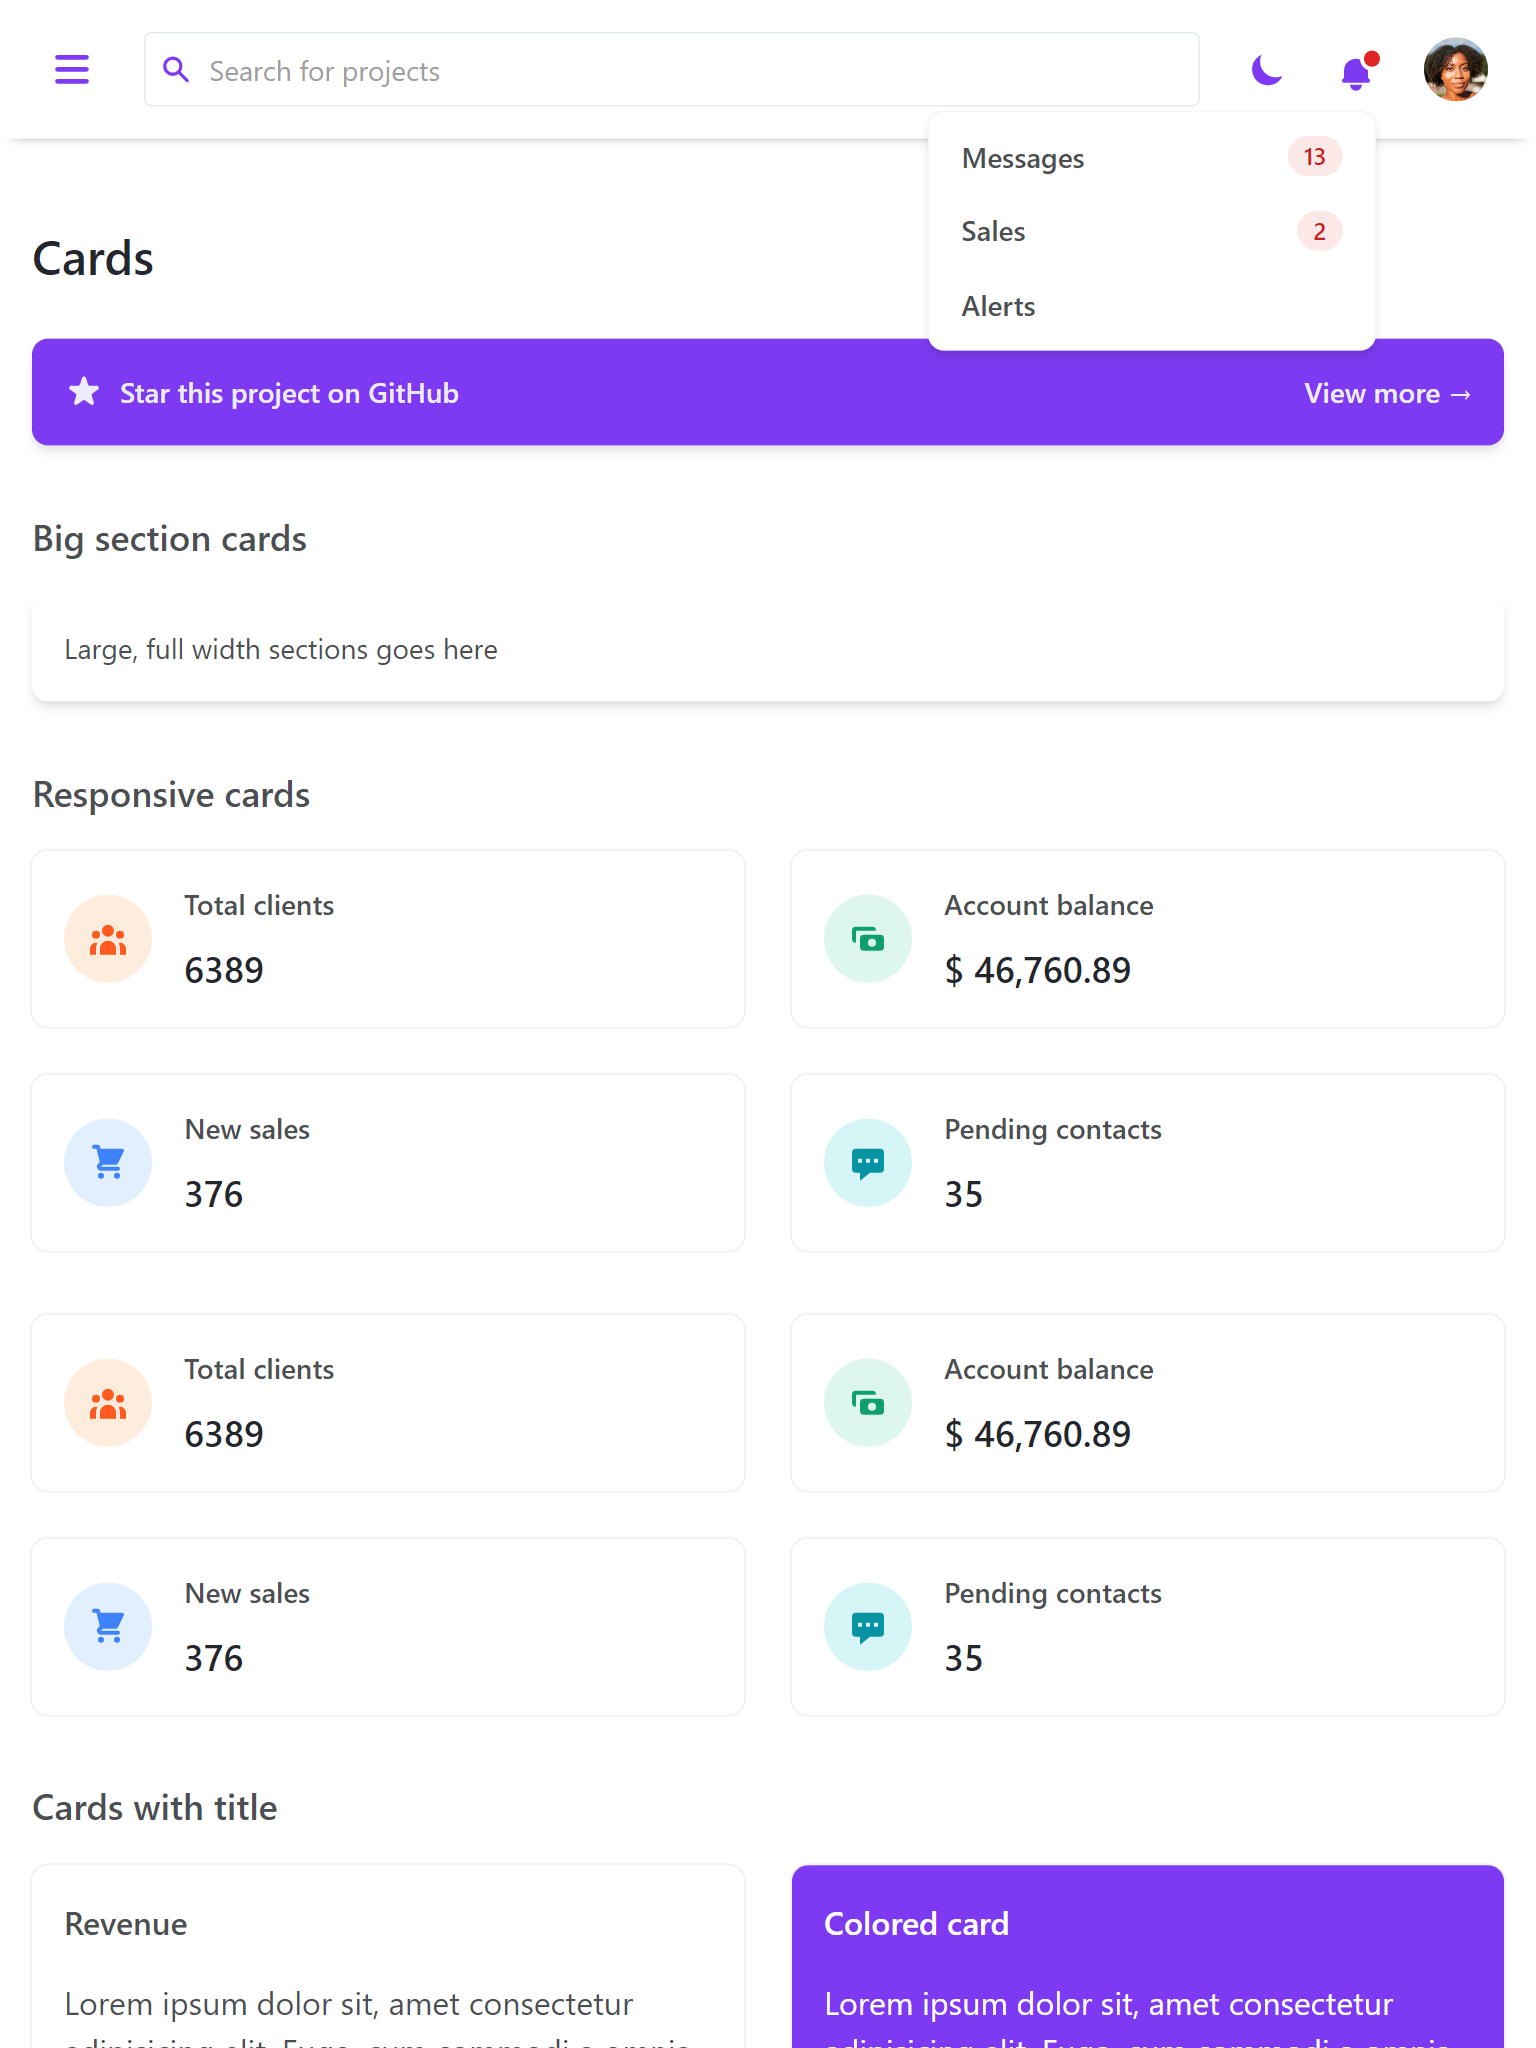 Search for projects
Messages 13
Sales 2
Alerts
Cards
Star this project on GitHub View more →
Big section cards
Large, full width sections goes here
Responsive cards
Total clients
6389
Account balance
$ 46,760.89
New sales
376
Pending contacts
35
Total clients
6389
Account balance
$ 46,760.89
New sales
376
Pending contacts
35
Cards with title
Revenue
Lorem ipsum dolor sit, amet consectetur
Colored card
Lorem ipsum dolor sit, amet consectetur